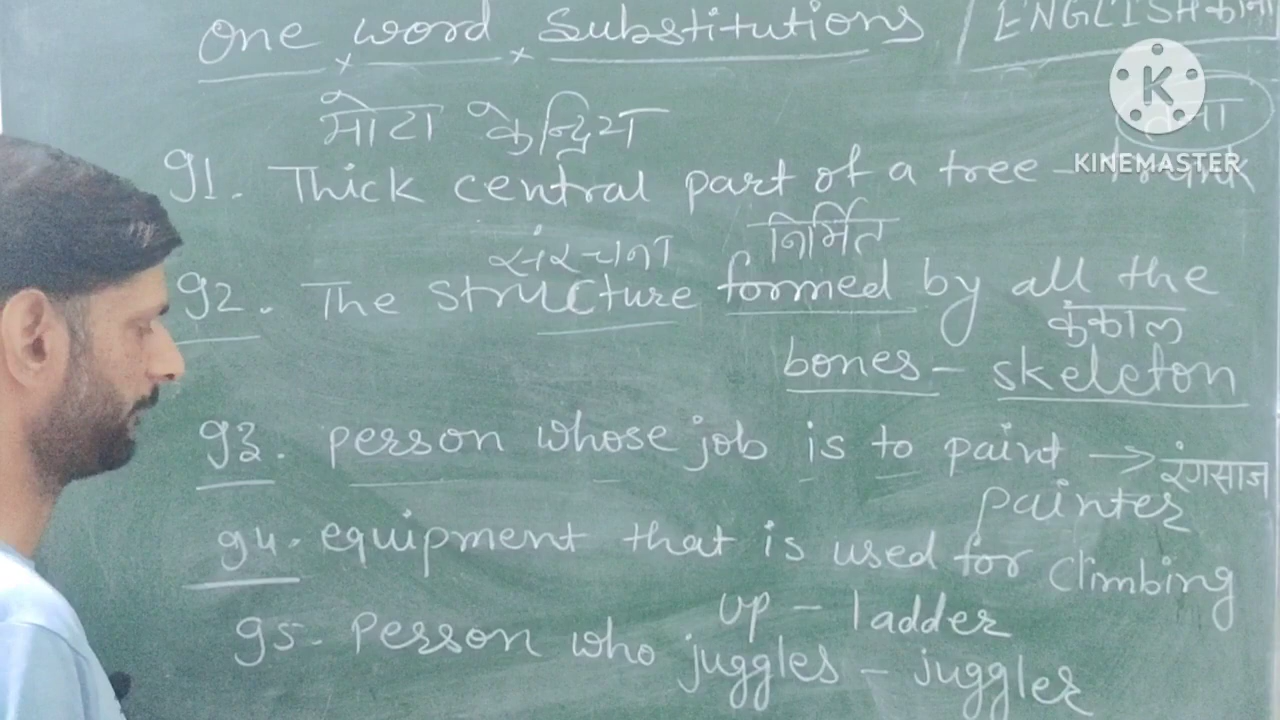 One word Substitutions / ENGLISH का
K
KINEMASTER
मोटा केन्द्रिय
91. Thick central part of a tree - trunk
संरचना निर्मित
92. The structure formed by all the
कंकाल
bones - skeleton
93. person whose job is to paint → रंगसाज
painter
94. equipment that is used for climbing
up - ladder
95. Person who juggles - juggler